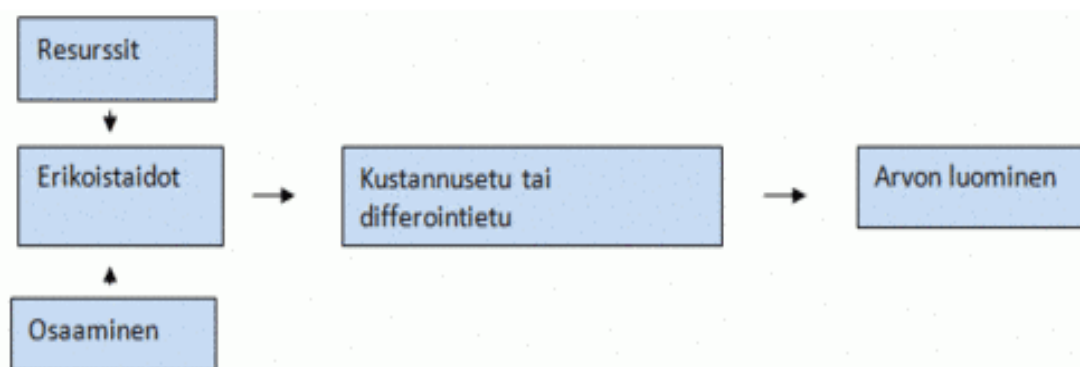 Resurssit
Erikoistaidot
Kustannusetu tai
differointietu
Arvon luominen
Osaaminen